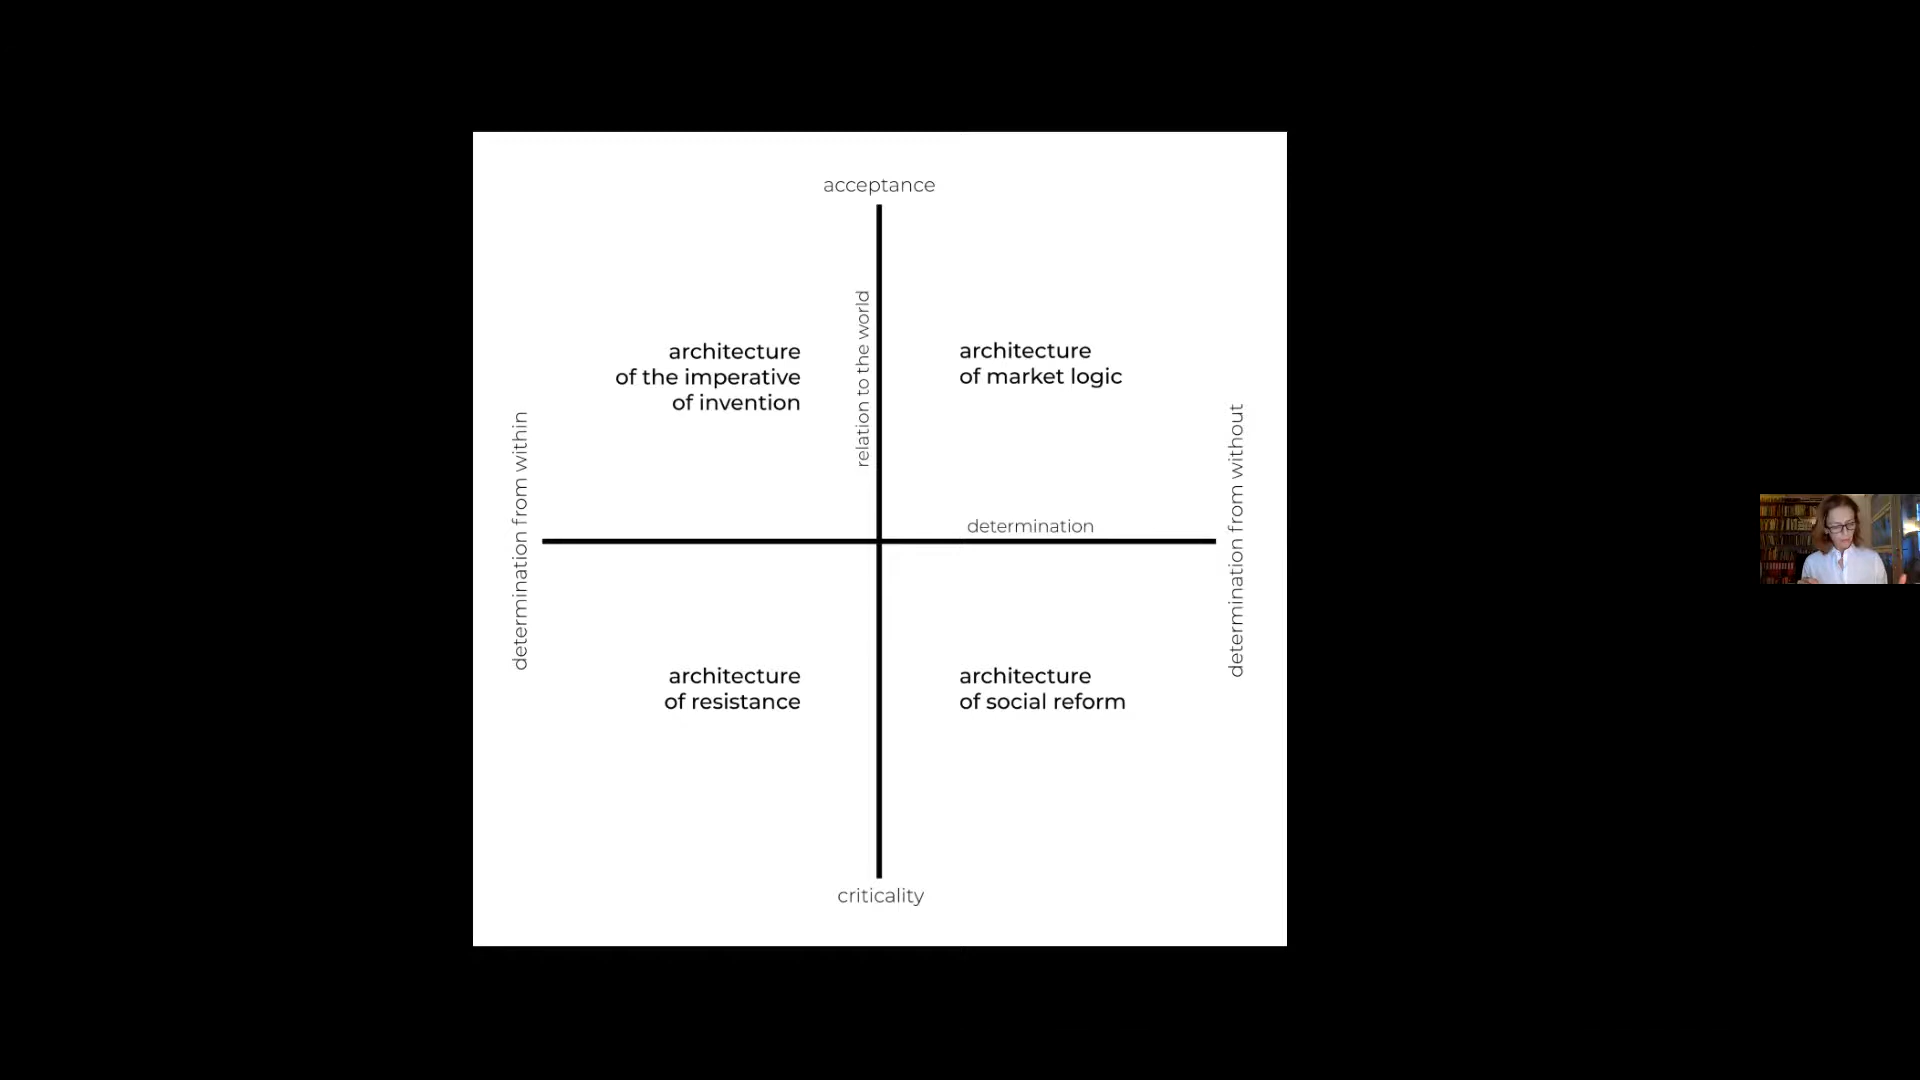 acceptance
relation to the world
architecture
of the imperative
of invention
architecture
of market logic
determination from within
determination
determination from without
architecture
of resistance
architecture
of social reform
criticality